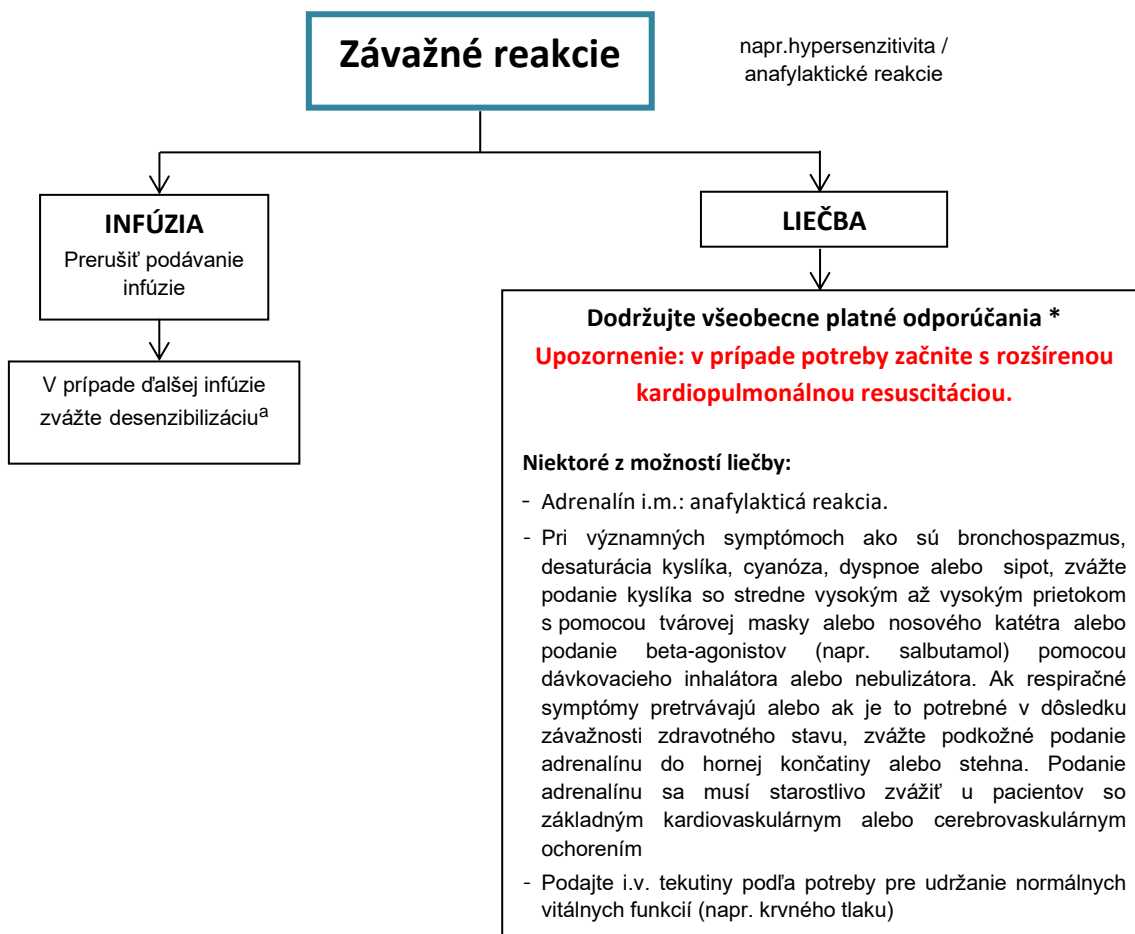 Závažné reakcie
napr.hypersenzitivita /
anafylaktické reakcie
INFÚZIA
Prerušiť podávanie
infúzie
V prípade ďalšej infúzie
zvážte desenzibilizáciuᵃ
LIEČBA
Dodržujte všeobecne platné odporúčania *
Upozornenie: v prípade potreby začnite s rozšírenou
kardiopulmonálnou resuscitáciou.
Niektoré z možností liečby:
- Adrenalín i.m.: anafylaktická reakcia.
- Pri významných symptómoch ako sú bronchospazmus,
desaturácia kyslíka, cyanóza, dyspnoe alebo sipot, zvážte
podanie kyslíka so stredne vysokým až vysokým prietokom
s pomocou tvárovej masky alebo nosového katétra alebo
podanie beta-agonistov (napr. salbutamol) pomocou
dávkovacieho inhalátora alebo nebulizátora. Ak respiračné
symptómy pretrvávajú alebo ak je to potrebné v dôsledku
závažnosti zdravotného stavu, zvážte podkožné podanie
adrenalínu do hornej končatiny alebo stehna. Podanie
adrenalínu sa musí starostlivo zvážiť u pacientov so
základným kardiovaskulárnym alebo cerebrovaskulárnym
ochorením
- Podajte i.v. tekutiny podľa potreby pre udržanie normálnych
vitálnych funkcií (napr. krvného tlaku)